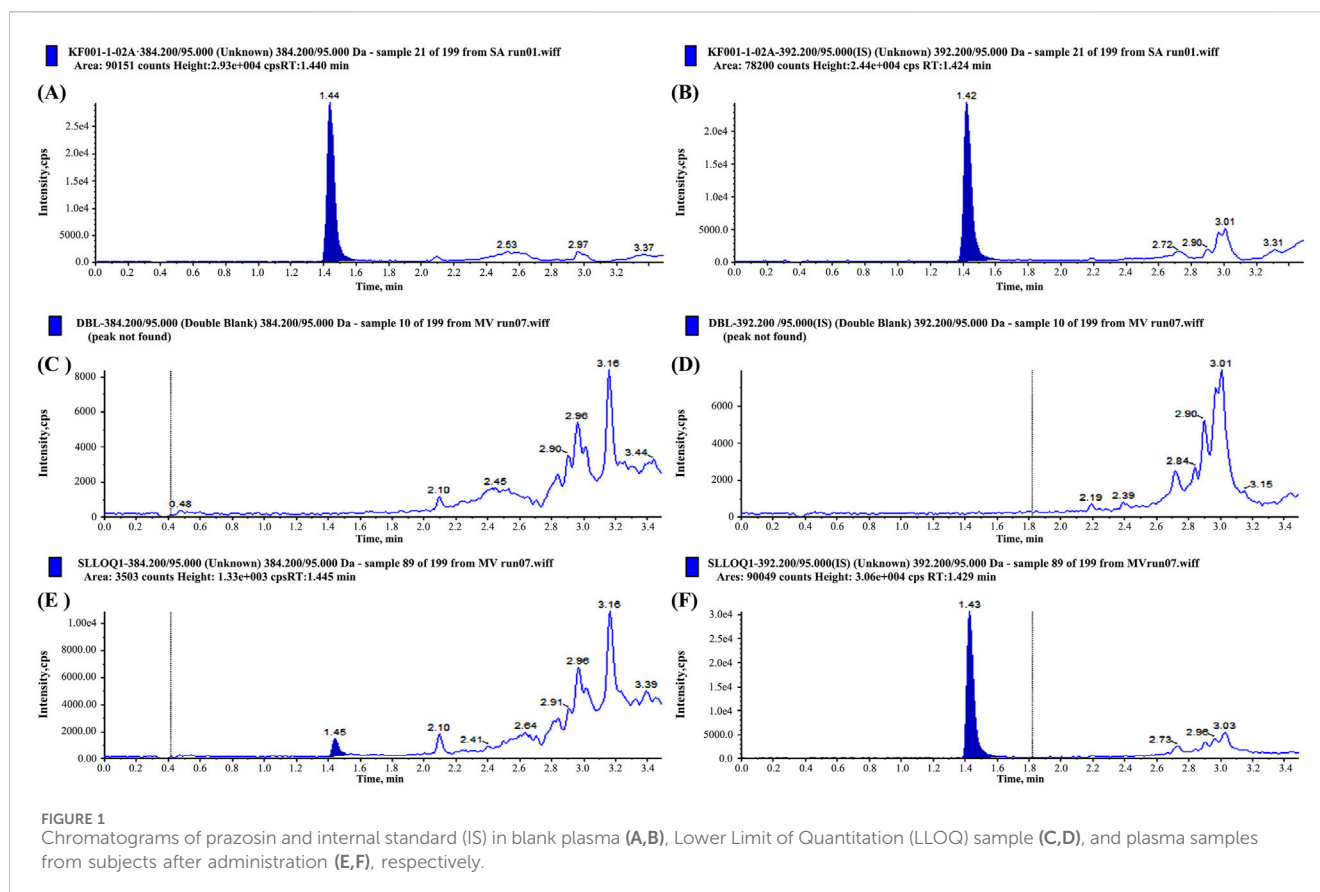 KF001-1-02A·384.200/95.000 (Unknown) 384.200/95.000 Da - sample 21 of 199 from SA run01.wiff
Area: 90151 counts Height:2.93e+004 cpsRT:1.440 min
(A)
1.44
2.5e4
2.0e4
1.5e4
1.0e4
5000.0
0.0
Intensity,cps
2.53
2.97
3.37
0.0 0.2 0.4 0.6 0.8 1.0 1.2 1.4 1.6 1.8 2.0 2.2 2.4 2.6 2.8 3.0 3.2
Time, min
KF001-1-02A-392.200/95.000(IS) (Unknown) 392.200/95.000 Da - sample 21 of 199 from SA run01.wiff
Area: 78200 counts Height:2.44e+004 cps RT:1.424 min
(B)
1.42
2.0e4
1.5e4
1.0e4
5000.0
0.0
Intensity,cps
2.72
2.90
3.01
3.31
0.0 0.2 0.4 0.6 0.8 1.0 1.2 1.4 1.6 1.8 2.0 2.2 2.4 2.6 2.8 3.0 3.2
Time, min
DBL-384.200/95.000 (Double Blank) 384.200/95.000 Da - sample 10 of 199 from MV run07.wiff
(peak not found)
(C)
8000
6000
4000
2000
0
Intensity,cps
0.48
2.10
2.45
2.90
2.96
3.16
3.44
0.0 0.2 0.4 0.6 0.8 1.0 1.2 1.4 1.6 1.8 2.0 2.2 2.4 2.6 2.8 3.0 3.2 3.4
Time, min
DBL-392.200 /95.000(IS) (Double Blank) 392.200/95.000 Da - sample 10 of 199 from MV run07.wiff
(peak not found)
(D)
6000
4000
2000
0
Intensity,cps
2.19
2.39
2.84
2.90
3.01
3.15
0.0 0.2 0.4 0.6 0.8 1.0 1.2 1.4 1.6 1.8 2.0 2.2 2.4 2.6 2.8 3.0 3.2 3.4
Time, min
SLLOQ1-384.200/95.000 (Unknown) 384.200/95.000 Da - sample 89 of 199 from MV run07.wiff
Area: 3503 counts Height: 1.33e+003 cpsRT:1.445 min
(E )
1.0e4
8000.00
6000.00
4000.00
2000.00
0.00
Intensity,cps
1.45
2.10
2.41
2.64
2.91
2.96
3.16
3.39
0.0 0.2 0.4 0.6 0.8 1.0 1.2 1.4 1.6 1.8 2.0 2.2 2.4 2.6 2.8 3.0 3.2 3.4
Time, min
SLLOQ1-392.200/95.000(IS) (Unknown) 392.200/95.000 Da - sample 89 of 199 from MVrun07.wiff
Ares: 90049 counts Height: 3.06e+004 cps RT:1.429 min
(F)
1.43
3.0e4
2.0e4
1.5e4
1.0e4
5000.0
0.0
Intensity,cps
2.73
2.96
3.03
0.0 0.2 0.4 0.6 0.8 1.0 1.2 1.4 1.6 1.8 2.0 2.2 2.4 2.6 2.8 3.0 3.2 3.4
Time, min
FIGURE 1
Chromatograms of prazosin and internal standard (IS) in blank plasma (A,B), Lower Limit of Quantitation (LLOQ) sample (C,D), and plasma samples
from subjects after administration (E,F), respectively.